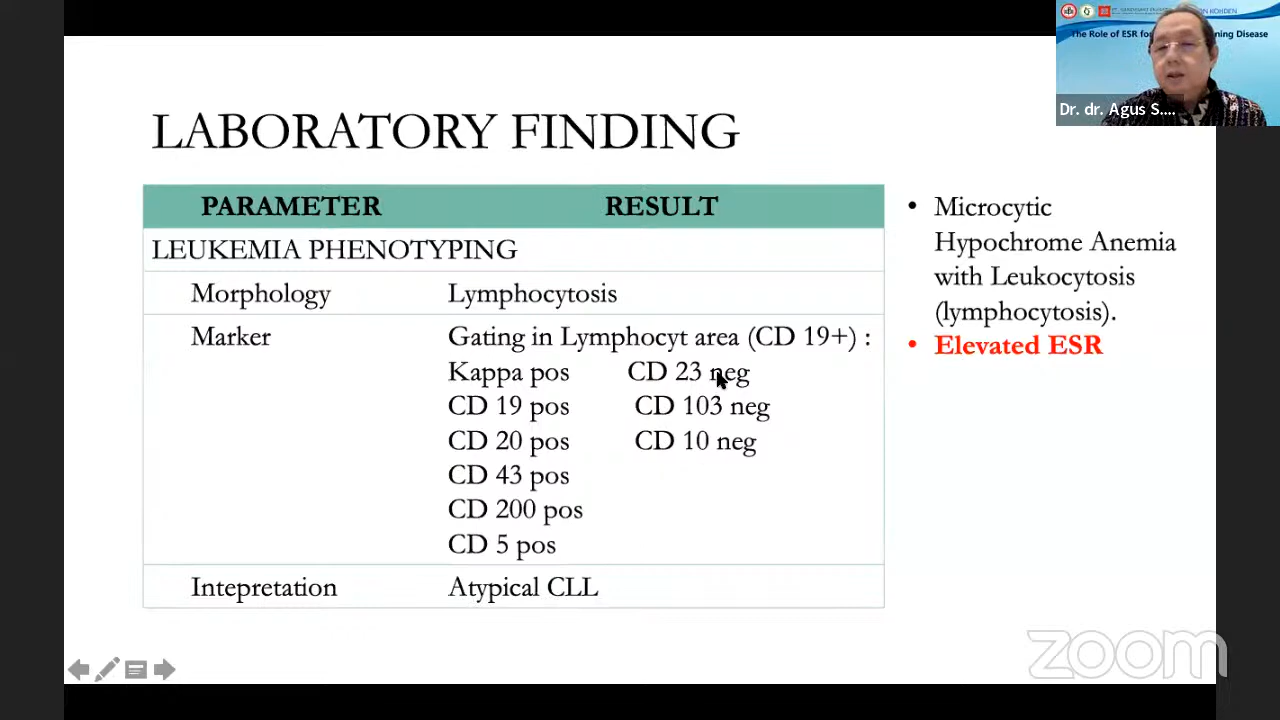 LABORATORY FINDING
PARAMETER RESULT
LEUKEMIA PHENOTYPING
Morphology Lymphocytosis
Marker Gating in Lymphocyt area (CD 19+) :
Kappa pos CD 23 neg
CD 19 pos CD 103 neg
CD 20 pos CD 10 neg
CD 43 pos
CD 200 pos
CD 5 pos
Intepretation Atypical CLL
• Microcytic
Hypochrome Anemia
with Leukocytosis
(lymphocytosis).
• Elevated ESR
KOHDEN
The Role of ESR for ning Disease
Dr. dr. Agus S....
zoom